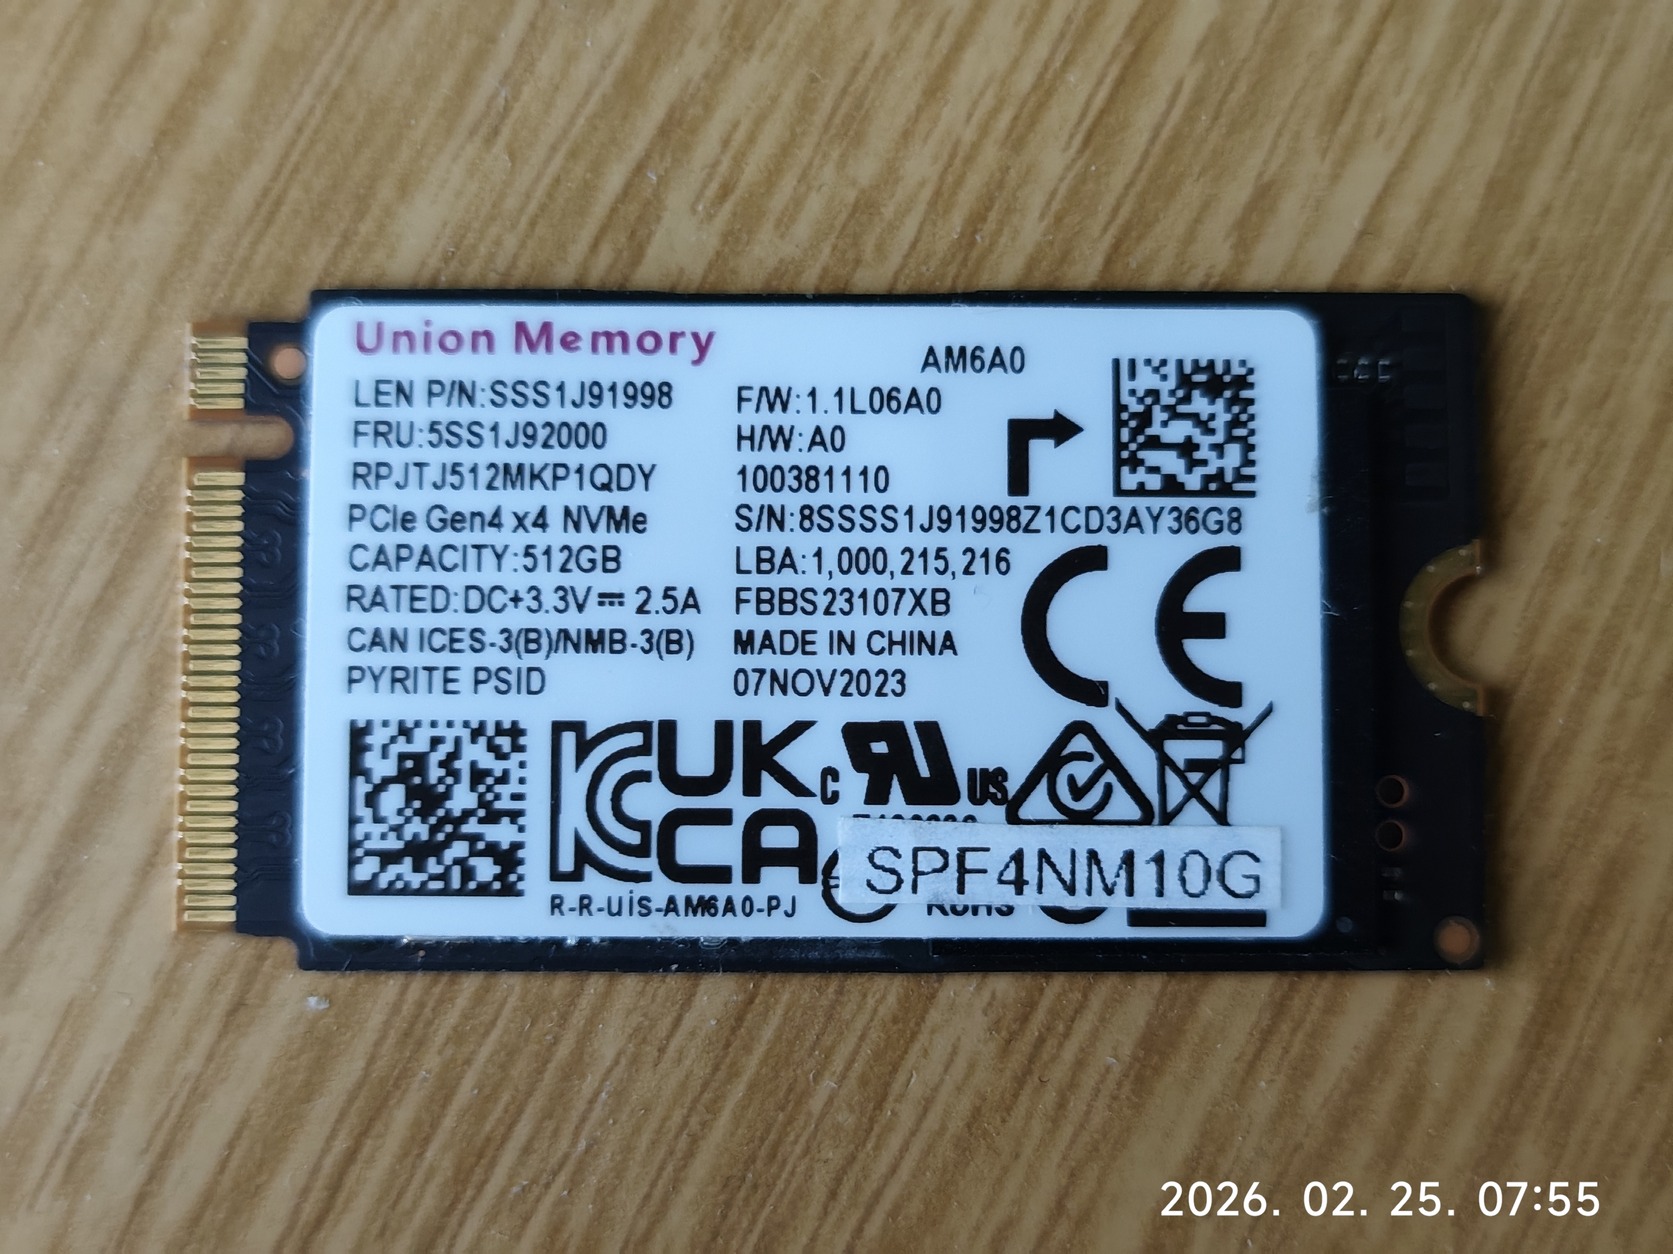 Union Memory
AM6A0
LEN P/N:SSS1J91998
F/W:1.1L06A0
FRU:5SS1J92000
H/W:A0
RPJTJ512MKP1QDY
100381110
PCIe Gen4 x4 NVMe
S/N:8SSSS1J91998Z1CD3AY36G8
CAPACITY:512GB
LBA:1,000,215,216
RATED:DC+3.3V⎓ 2.5A
FBBS23107XB
CAN ICES-3(B)/NMB-3(B)
MADE IN CHINA
PYRITE PSID
07NOV2023
CE
UK
CA
c RU US
SPF4NM10G
R-R-uis-AM6A0-PJ
RoHS
2026. 02. 25. 07:55